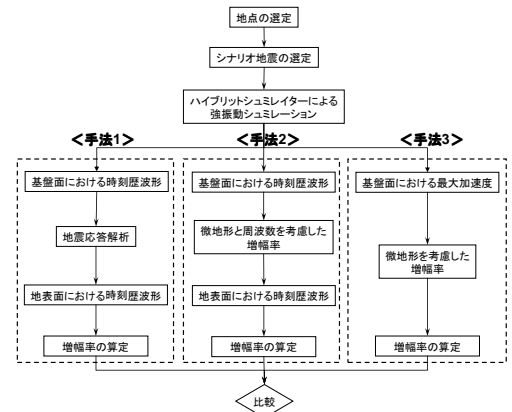 地点の選定
シナリオ地震の選定
ハイブリットシュミレイターによる
強振動シュミレーション
＜手法1＞
基盤面における時刻歴波形
地震応答解析
地表面における時刻歴波形
増幅率の算定
＜手法2＞
基盤面における時刻歴波形
微地形と周波数を考慮した
増幅率
地表面における時刻歴波形
増幅率の算定
＜手法3＞
基盤面における最大加速度
微地形を考慮した
増幅率
増幅率の算定
比較